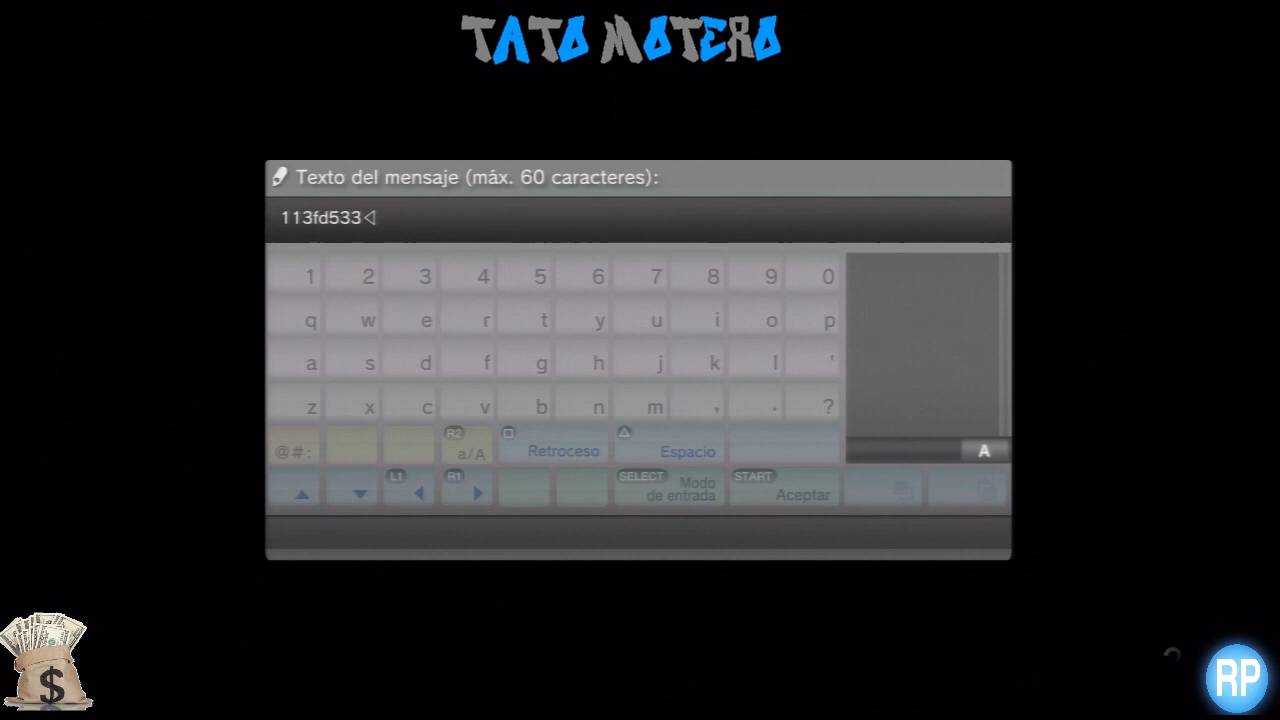 TATO MOTERO
Texto del mensaje (máx. 60 caracteres):
113fd533
1 2 3 4 5 6 7 8 9 0
q w e r t y u i o p
a s d f g h j k l '
z x c v b n m , . ?
@#: R2 a/A Retroceso Espacio
A
L1 R1 SELECT Modo de entrada START Aceptar
$
RP